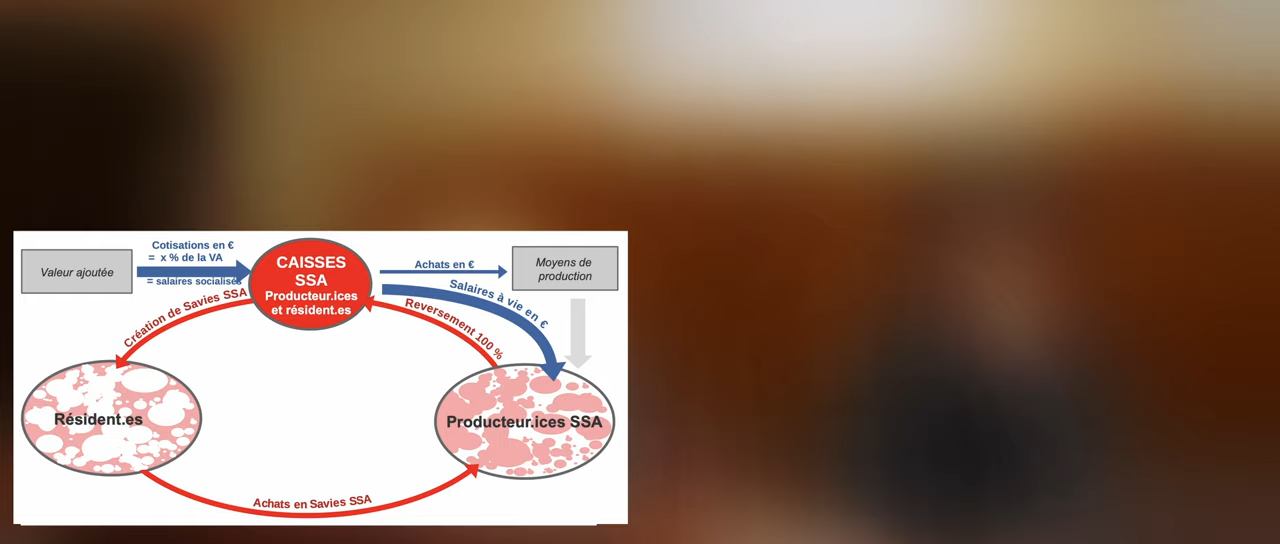 Cotisations en €
= x % de la VA
= salaires socialisés
Valeur ajoutée
CAISSES
SSA
Producteur.ices
et résident.es
Achats en €
Moyens de
production
Salaires à vie en €
Reversement 100 %
Création de Savies SSA
Résident.es
Producteur.ices SSA
Achats en Savies SSA